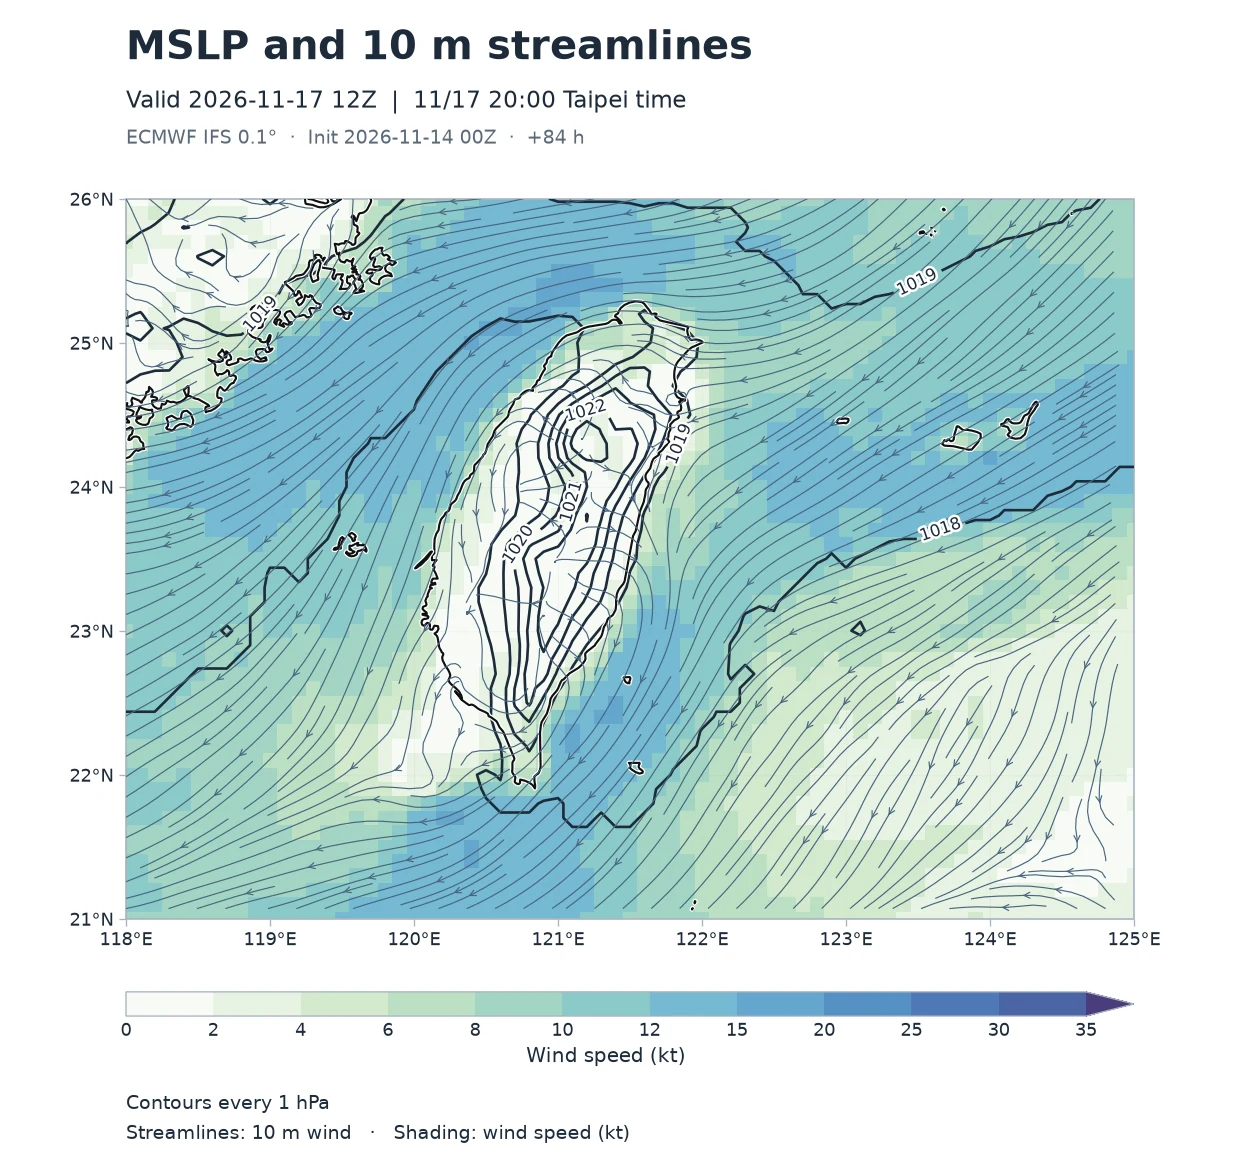 MSLP and 10 m streamlines
Valid 2026-11-17 12Z | 11/17 20:00 Taipei time
ECMWF IFS 0.1° · Init 2026-11-14 00Z · +84 h
26°N
25°N
24°N
23°N
22°N
21°N
1019
1019
1022
1019
1021
1020
1018
118°E 119°E 120°E 121°E 122°E 123°E 124°E 125°E
0 2 4 6 8 10 12 15 20 25 30 35
Wind speed (kt)
Contours every 1 hPa
Streamlines: 10 m wind · Shading: wind speed (kt)